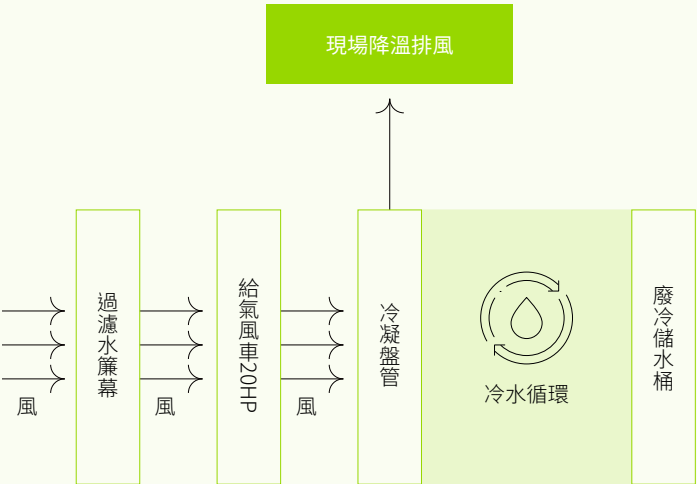 現場降溫排風
過濾水簾幕
給氣風車20HP
冷凝盤管
廢冷儲水桶
冷水循環
風
風
風